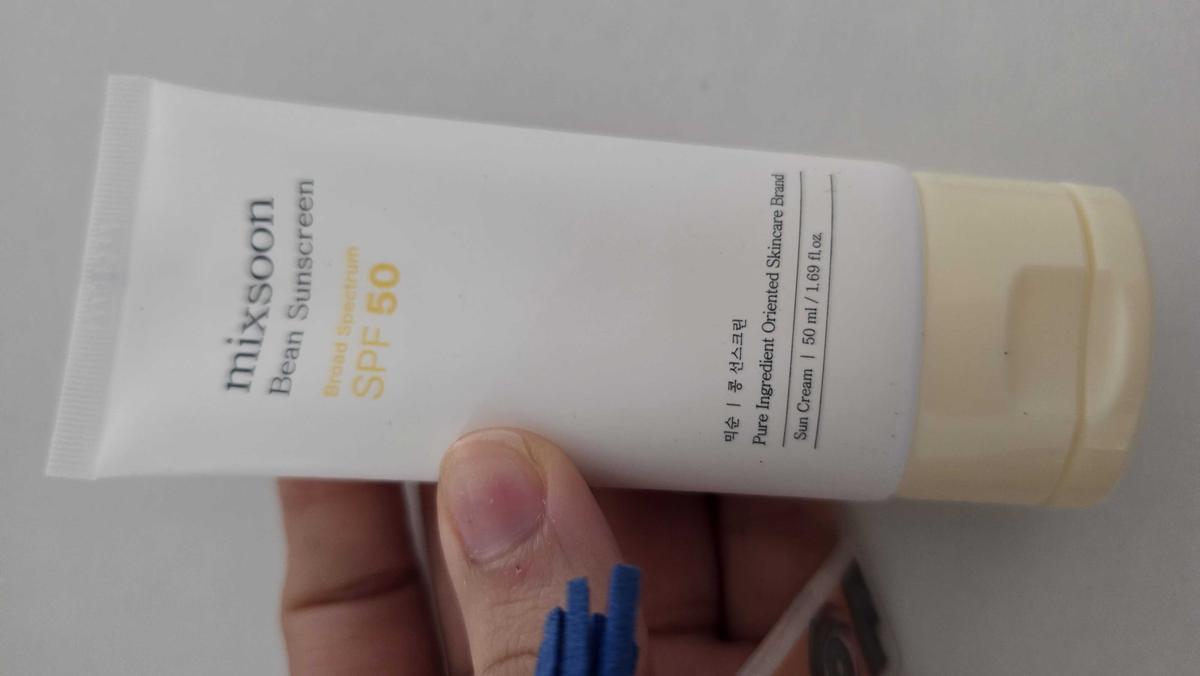 mixsoon
Bean Sunscreen
Broad Spectrum
SPF 50
믹순 | 콩 선스크린
Pure Ingredient Oriented Skincare Brand
Sun Cream | 50 ml / 1.69 fl.oz.